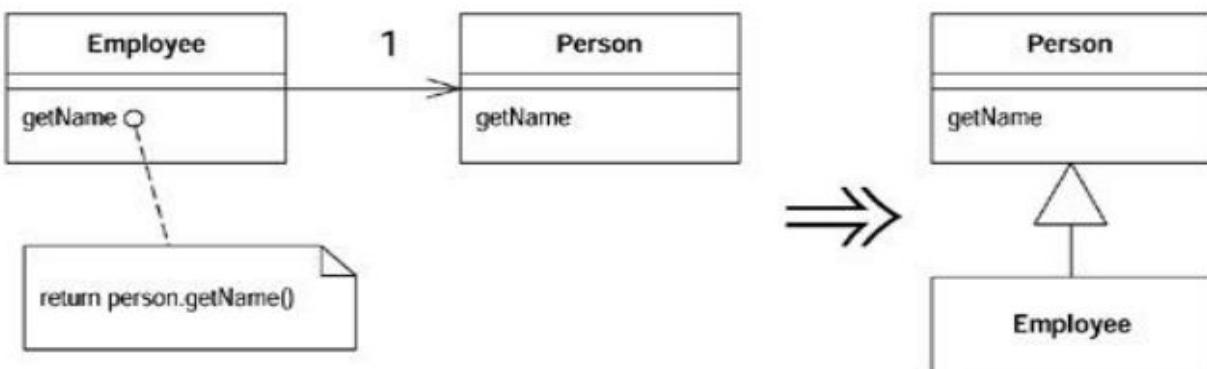 Employee
1
Person
Person
getName
getName
getName
return person.getName()
Employee